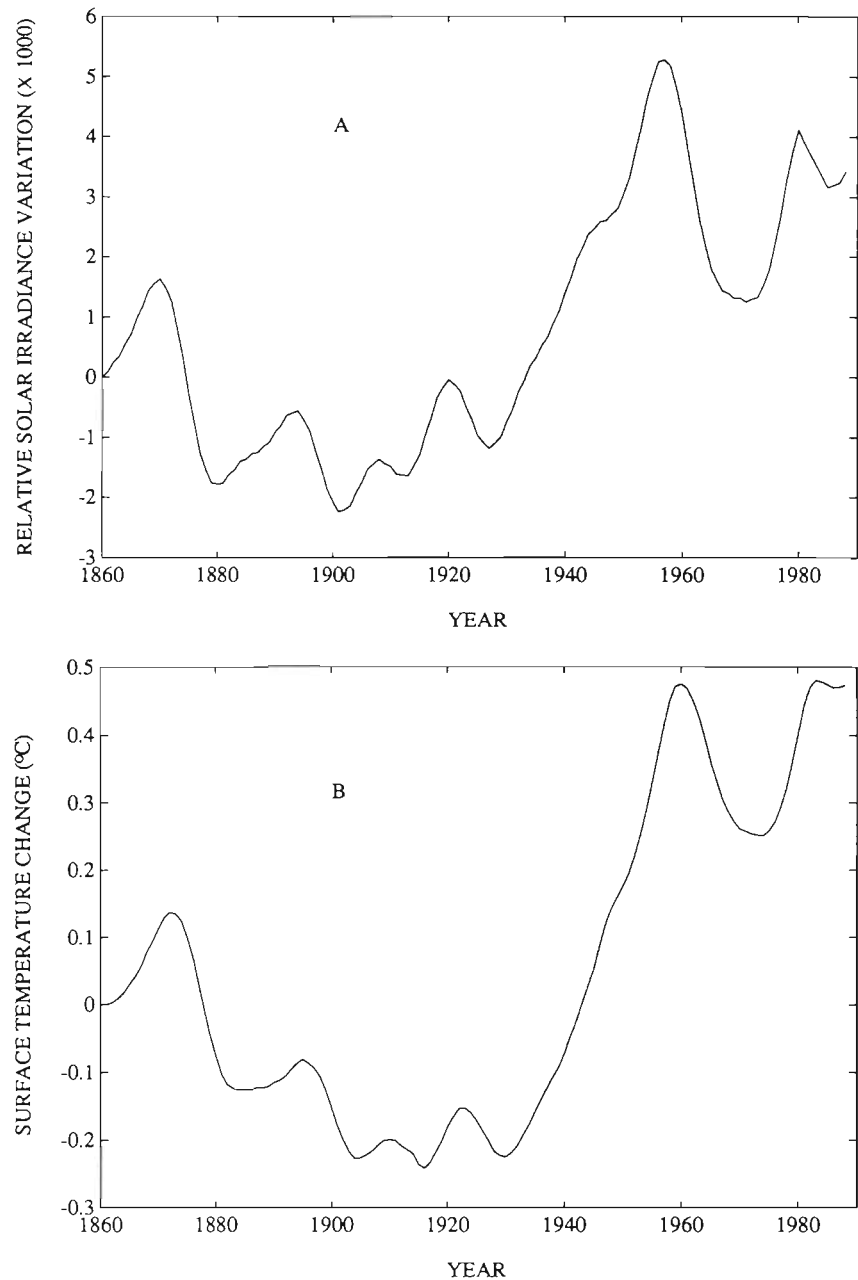 RELATIVE SOLAR IRRADIANCE VARIATION (X 1000)
6
5
4
3
2
1
0
-1
-2
-3
A
1860 1880 1900 1920 1940 1960 1980
YEAR
SURFACE TEMPERATURE CHANGE (ºC)
0.5
0.4
0.3
0.2
0.1
0
-0.1
-0.2
-0.3
B
1860 1880 1900 1920 1940 1960 1980
YEAR